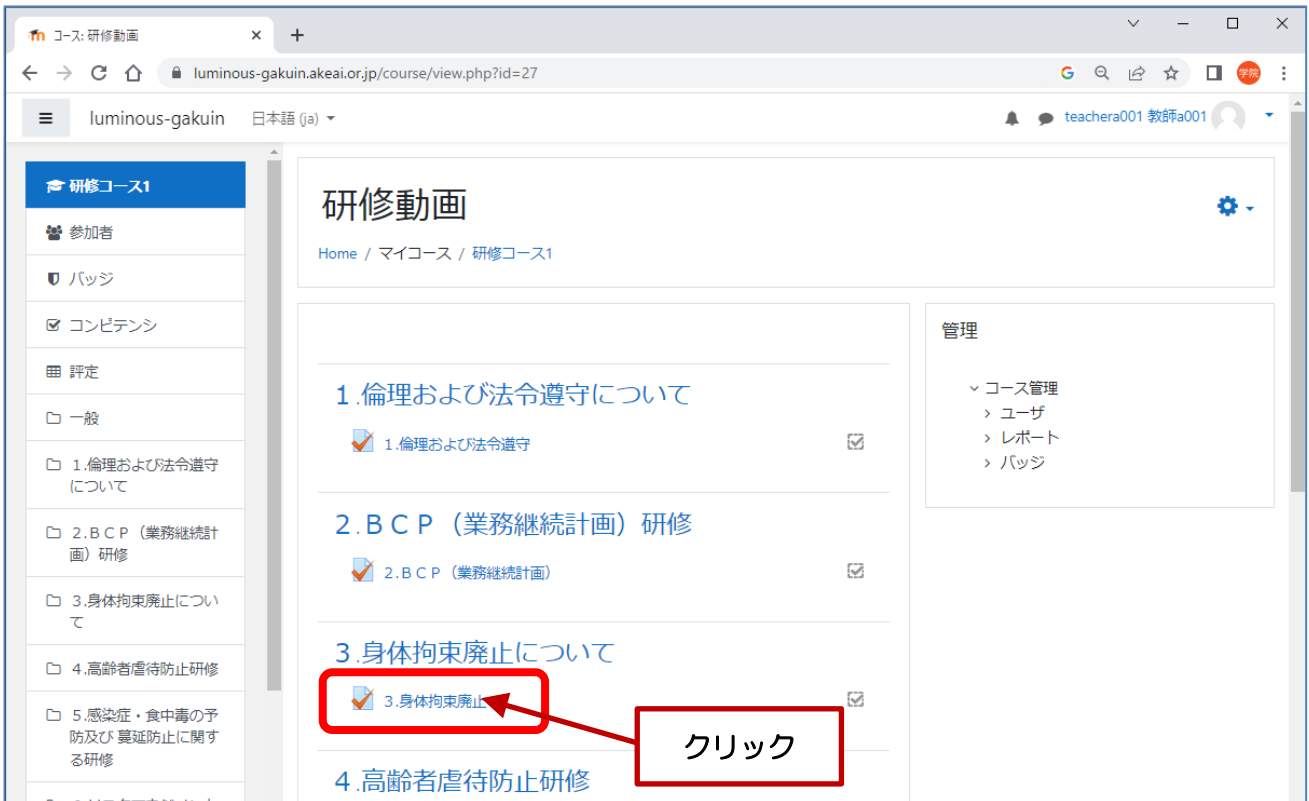 コース: 研修動画
luminous-gakuin.akeai.or.jp/course/view.php?id=27
学院
luminous-gakuin 日本語 (ja)
teachera001 教師a001
研修コース1
参加者
バッジ
コンピテンシ
評定
一般
1.倫理および法令遵守
について
2.ＢＣＰ（業務継続計
画）研修
3.身体拘束廃止につい
て
4.高齢者虐待防止研修
5.感染症・食中毒の予
防及び 蔓延防止に関す
る研修
研修動画
Home / マイコース / 研修コース1
1.倫理および法令遵守について
1.倫理および法令遵守
2.ＢＣＰ（業務継続計画）研修
2.ＢＣＰ（業務継続計画）
3.身体拘束廃止について
3.身体拘束廃止
クリック
4.高齢者虐待防止研修
管理
コース管理
ユーザ
レポート
バッジ